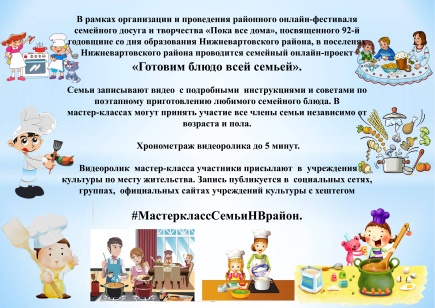 В рамках организации и проведения районного онлайн-фестиваля
семейного досуга и творчества «Пока все дома», посвященного 92-й
годовщине со дня образования Нижневартовского района, в поселениях
Нижневартовского района проводится семейный онлайн-проект
«Готовим блюдо всей семьей».
Семьи записывают видео с подробными инструкциями и советами по
поэтапному приготовлению любимого семейного блюда. В
мастер-классах могут принять участие все члены семьи независимо от
возраста и пола.
Хронометраж видеоролика до 5 минут.
Видеоролик мастер-класса участники присылают в учреждения
культуры по месту жительства. Запись публикуется в социальных сетях,
группах, официальных сайтах учреждений культуры с хештегом
#МастерклассСемьиНВрайон.